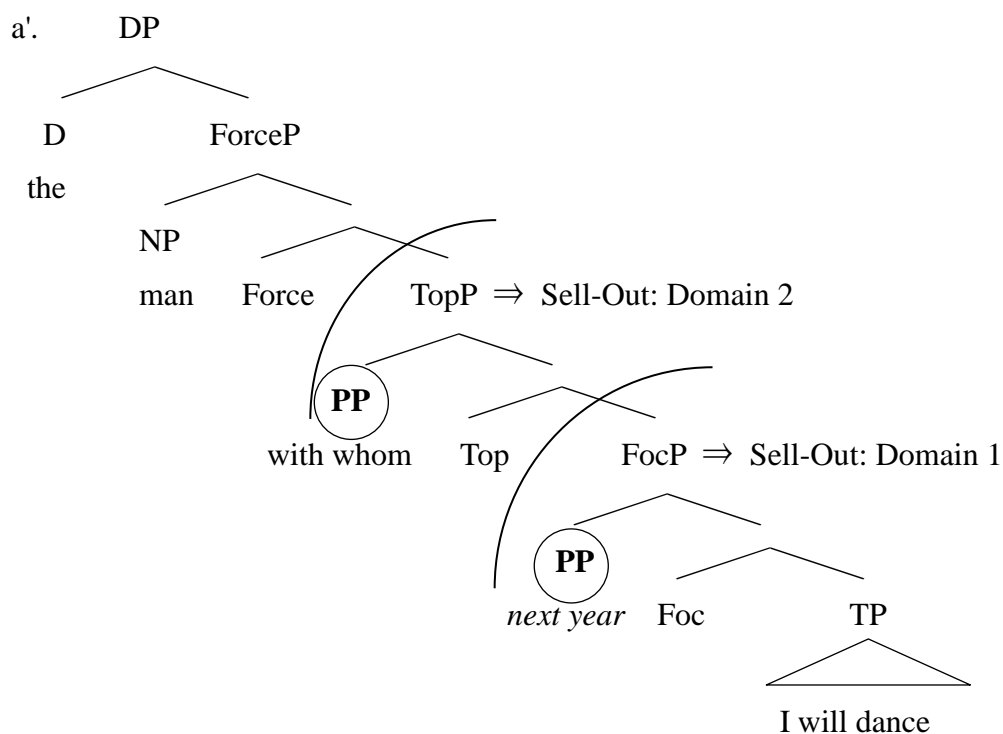 a'. DP
D ForceP
the
NP
man Force TopP ⇒ Sell-Out: Domain 2
PP
with whom Top FocP ⇒ Sell-Out: Domain 1
PP
next year Foc TP
I will dance